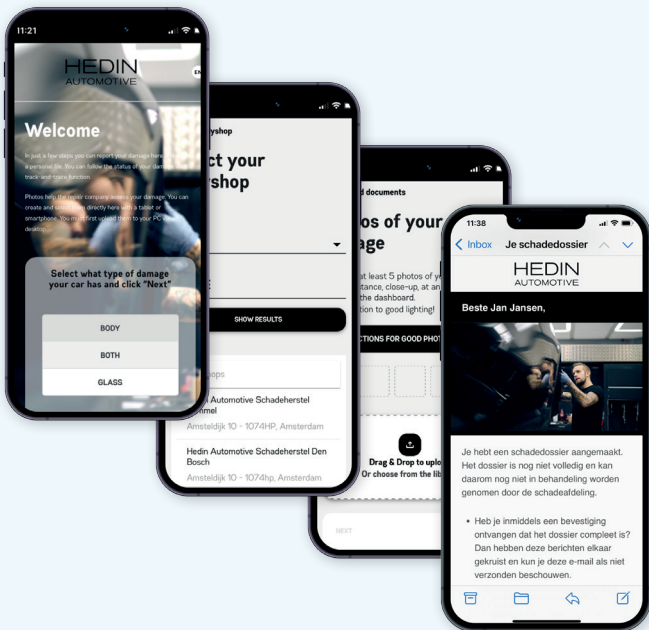 11:21
HEDIN
AUTOMOTIVE
EN
Welcome
In just a few steps you can report your damage here
a personal file. You can follow the status of your damage
track-and-trace function.
Photos help the repair company assess your damage. You can
create and them directly here with a tablet or
smartphone. You must first upload them to your PC
desktop
Select what type of damage
your car has and click "Next"
BODY
BOTH
GLASS
yshop
ct your
yshop
SHOW RESULTS
ops
Automotive Schadeherstel
mmel
Amsteldijk 10 - 1074HP, Amsterdam
Hedin Automotive Schadeherstel Den
Bosch
Amsteldijk 10 - 1074hp, Amsterdam
d documents
os of your
age
at least 5 photos of y
tance, close-up, at an
the dashboard.
tion to good lighting!
CTIONS FOR GOOD PHOT
Drag & Drop to uplo
Or choose from the lib
NEXT
11:38
Inbox Je schadedossier
HEDIN
AUTOMOTIVE
Beste Jan Jansen,
Je hebt een schadedossier aangemaakt.
Het dossier is nog niet volledig en kan
daarom nog niet in behandeling worden
genomen door de schadeafdeling.
• Heb je inmiddels een bevestiging
ontvangen dat het dossier compleet is?
Dan hebben deze berichten elkaar
gekruist en kun je deze e-mail als niet
verzonden beschouwen.